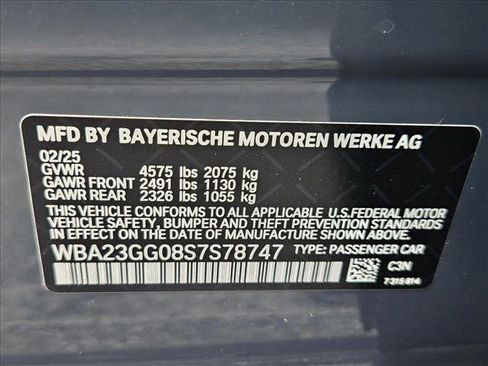 MFD BY BAYERISCHE MOTOREN WERKE AG
02/25
GVWR 4575 lbs 2075 kg
GAWR FRONT 2491 lbs 1130 kg
GAWR REAR 2326 lbs 1055 kg
THIS VEHICLE CONFORMS TO ALL APPLICABLE U.S.FEDERAL MOTOR
VEHICLE SAFETY, BUMPER AND THEFT PREVENTION STANDARDS
IN EFFECT ON THE DATE OF MANUFACTURE SHOWN ABOVE.
WBA23GG08S7S78747 TYPE: PASSENGER CAR
C3N
7315814